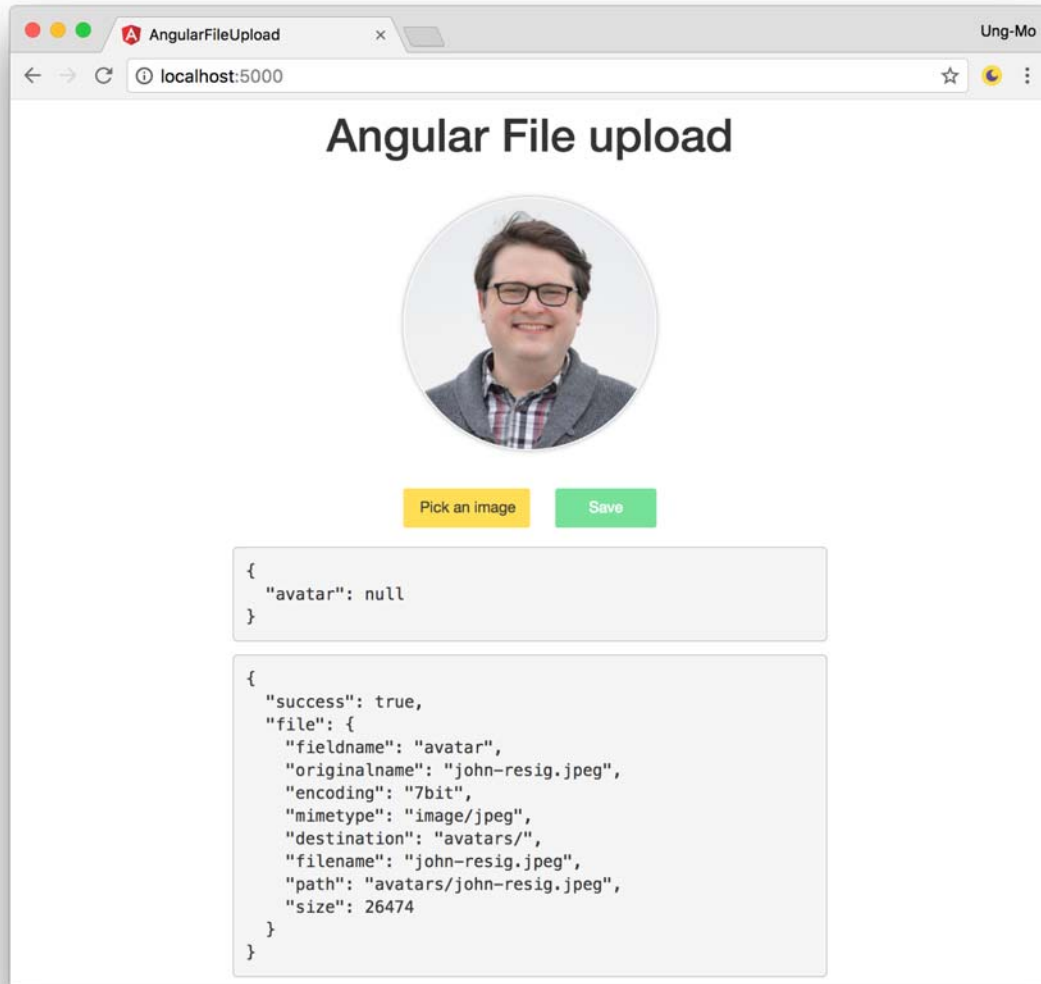 AngularFileUpload
Ung-Mo
localhost:5000
Angular File upload
Pick an image
Save
{
  "avatar": null
}
{
  "success": true,
  "file": {
    "fieldname": "avatar",
    "originalname": "john-resig.jpeg",
    "encoding": "7bit",
    "mimetype": "image/jpeg",
    "destination": "avatars/",
    "filename": "john-resig.jpeg",
    "path": "avatars/john-resig.jpeg",
    "size": 26474
  }
}